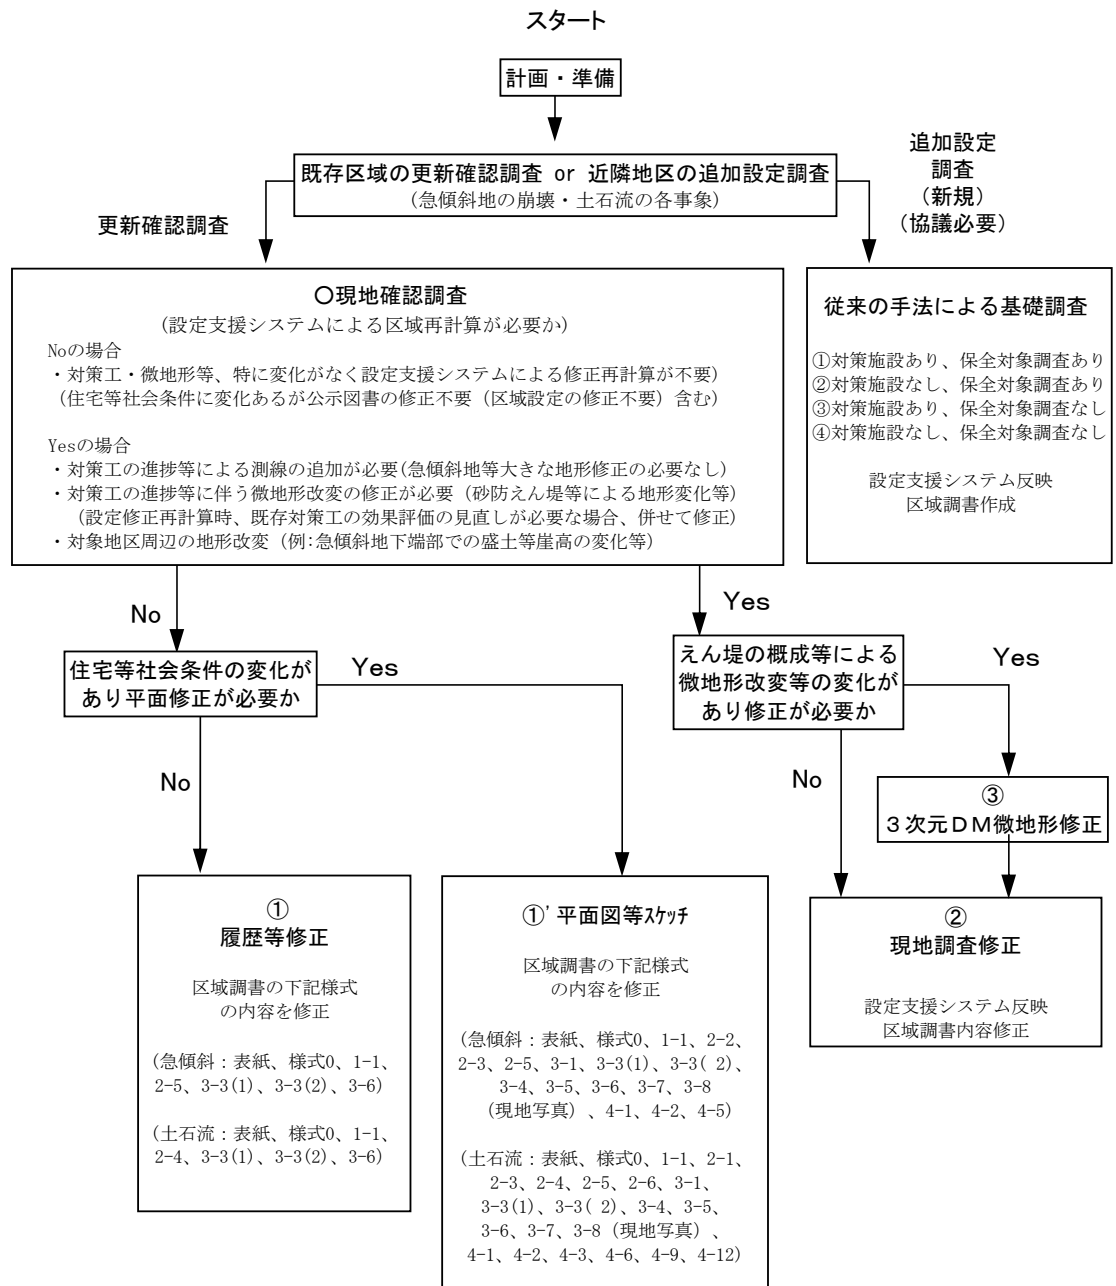 スタート
計画・準備
既存区域の更新確認調査 or 近隣地区の追加設定調査
(急傾斜地の崩壊・土石流の各事象)
追加設定
調査
(新規)
(協議必要)
更新確認調査
〇現地確認調査
(設定支援システムによる区域再計算が必要か)
Noの場合
・対策工・微地形等、特に変化がなく設定支援システムによる修正再計算が不要)
(住宅等社会条件に変化あるが公示図書の修正不要（区域設定の修正不要）含む)
Yesの場合
・対策工の進捗等による測線の追加が必要(急傾斜地等大きな地形修正の必要なし)
・対策工の進捗等に伴う微地形改変の修正が必要（砂防えん堤等による地形変化等)
(設定修正再計算時、既存対策工の効果評価の見直しが必要な場合、併せて修正)
・対象地区周辺の地形改変（例:急傾斜地下端部での盛土等崖高の変化等)
従来の手法による基礎調査
①対策施設あり、保全対象調査あり
②対策施設なし、保全対象調査あり
③対策施設あり、保全対象調査なし
④対策施設なし、保全対象調査なし
設定支援システム反映
区域調書作成
No
Yes
住宅等社会条件の変化が
あり平面修正が必要か
Yes
えん堤の概成等による
微地形改変等の変化が
あり修正が必要か
Yes
No
No
③
３次元ＤＭ微地形修正
①
履歴等修正
区域調書の下記様式
の内容を修正
(急傾斜：表紙、様式0、1-1、
2-5、3-3(1)、3-3(2)、3-6)
(土石流：表紙、様式0、1-1、
2-4、3-3(1)、3-3(2)、3-6)
①' 平面図等ｽｹｯﾁ
区域調書の下記様式
の内容を修正
(急傾斜：表紙、様式0、1-1、2-2、
2-3、2-5、3-1、3-3(1)、3-3( 2)、
3-4、3-5、3-6、3-7、3-8
(現地写真）、4-1、4-2、4-5)
(土石流：表紙、様式0、1-1、2-1、
2-3、2-4、2-5、2-6、3-1、
3-3(1)、3-3( 2)、3-4、3-5、
3-6、3-7、3-8（現地写真）、
4-1、4-2、4-3、4-6、4-9、4-12)
②
現地調査修正
設定支援システム反映
区域調書内容修正